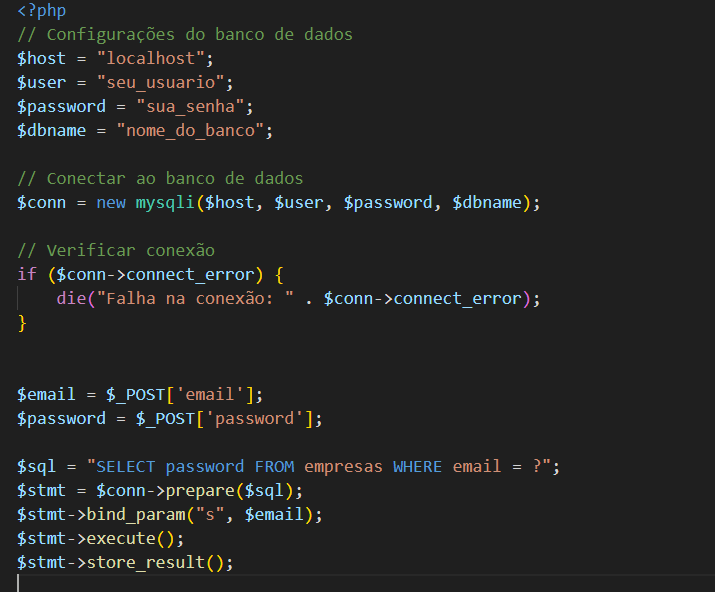 <?php
// Configurações do banco de dados
$host = "localhost";
$user = "seu_usuario";
$password = "sua_senha";
$dbname = "nome_do_banco";
// Conectar ao banco de dados
$conn = new mysqli($host, $user, $password, $dbname);
// Verificar conexão
if ($conn->connect_error) {
    die("Falha na conexão: " . $conn->connect_error);
}
$email = $_POST['email'];
$password = $_POST['password'];
$sql = "SELECT password FROM empresas WHERE email = ?";
$stmt = $conn->prepare($sql);
$stmt->bind_param("s", $email);
$stmt->execute();
$stmt->store_result();